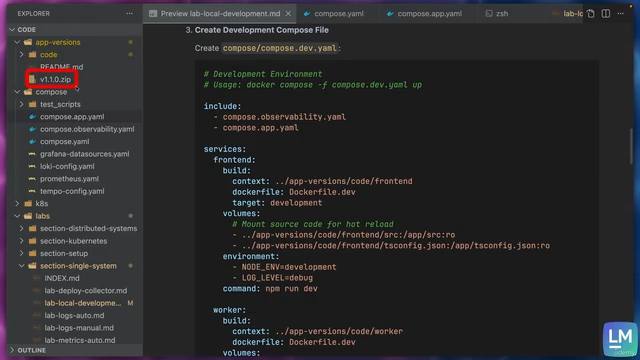 EXPLORER
CODE
app-versions
code
README.md
v1.1.0.zip
compose
test_scripts
compose.app.yaml
compose.observability.yaml
compose.yaml
grafana-datasources.yaml
loki-config.yaml
prometheus.yaml
tempo-config.yaml
k8s
labs
section-distributed-systems
section-kubernetes
section-setup
section-single-system
INDEX.md
lab-deploy-collector.md
lab-local-developme... M
lab-logs-auto.md
lab-logs-manual.md
lab-metrics-auto.md
OUTLINE
Preview lab-local-development.md
compose.yaml
compose.app.yaml
zsh
lab-lo
3. Create Development Compose File
Create compose/compose.dev.yaml:
# Development Environment
# Usage: docker compose -f compose.dev.yaml up
include:
- compose.observability.yaml
- compose.app.yaml
services:
frontend:
build:
context: ../app-versions/code/frontend
dockerfile: Dockerfile.dev
target: development
volumes:
# Mount source code for hot reload
- ../app-versions/code/frontend/src:/app/src:ro
- ../app-versions/code/frontend/tsconfig.json:/app/tsconfig.json:ro
environment:
- NODE_ENV=development
- LOG_LEVEL=debug
command: npm run dev
worker:
build:
context: ../app-versions/code/worker
dockerfile: Dockerfile.dev
volumes:
LM
ademy